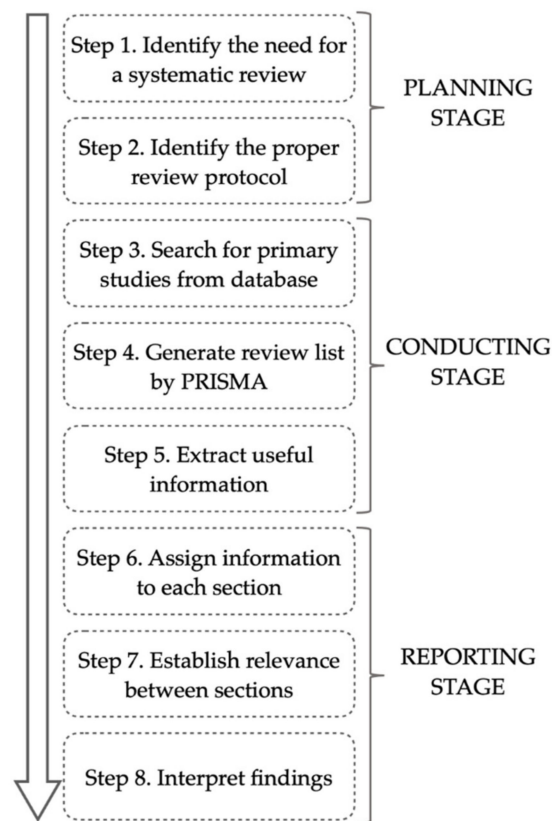 Step 1. Identify the need for
a systematic review
Step 2. Identify the proper
review protocol
PLANNING
STAGE
Step 3. Search for primary
studies from database
Step 4. Generate review list
by PRISMA
Step 5. Extract useful
information
CONDUCTING
STAGE
Step 6. Assign information
to each section
Step 7. Establish relevance
between sections
Step 8. Interpret findings
REPORTING
STAGE